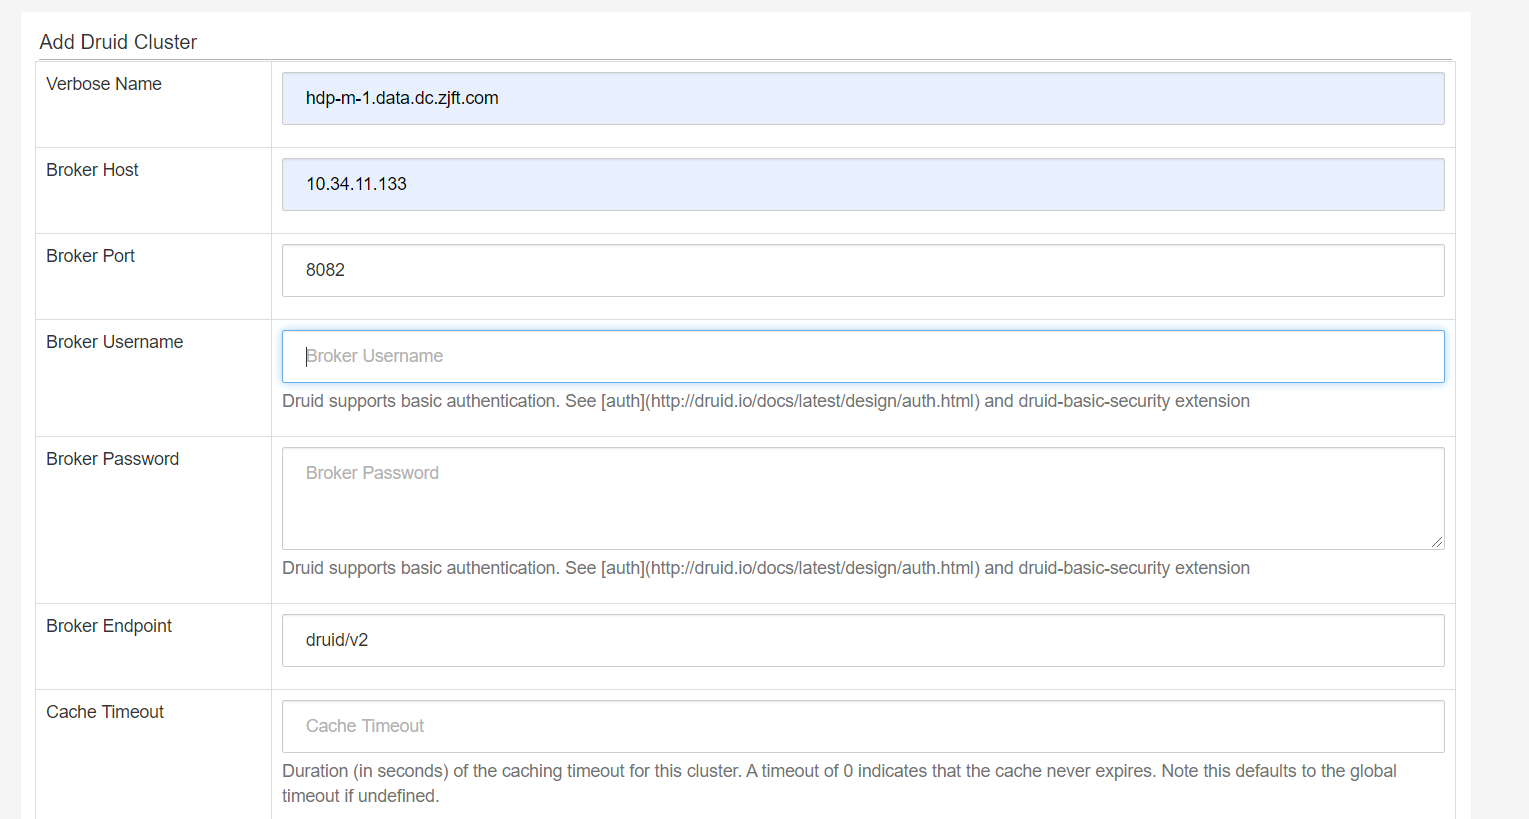 Add Druid Cluster
Verbose Name
hdp-m-1.data.dc.zjft.com
Broker Host
10.34.11.133
Broker Port
8082
Broker Username
Broker Username
Druid supports basic authentication. See [auth](http://druid.io/docs/latest/design/auth.html) and druid-basic-security extension
Broker Password
Broker Password
Druid supports basic authentication. See [auth](http://druid.io/docs/latest/design/auth.html) and druid-basic-security extension
Broker Endpoint
druid/v2
Cache Timeout
Cache Timeout
Duration (in seconds) of the caching timeout for this cluster. A timeout of 0 indicates that the cache never expires. Note this defaults to the global
timeout if undefined.